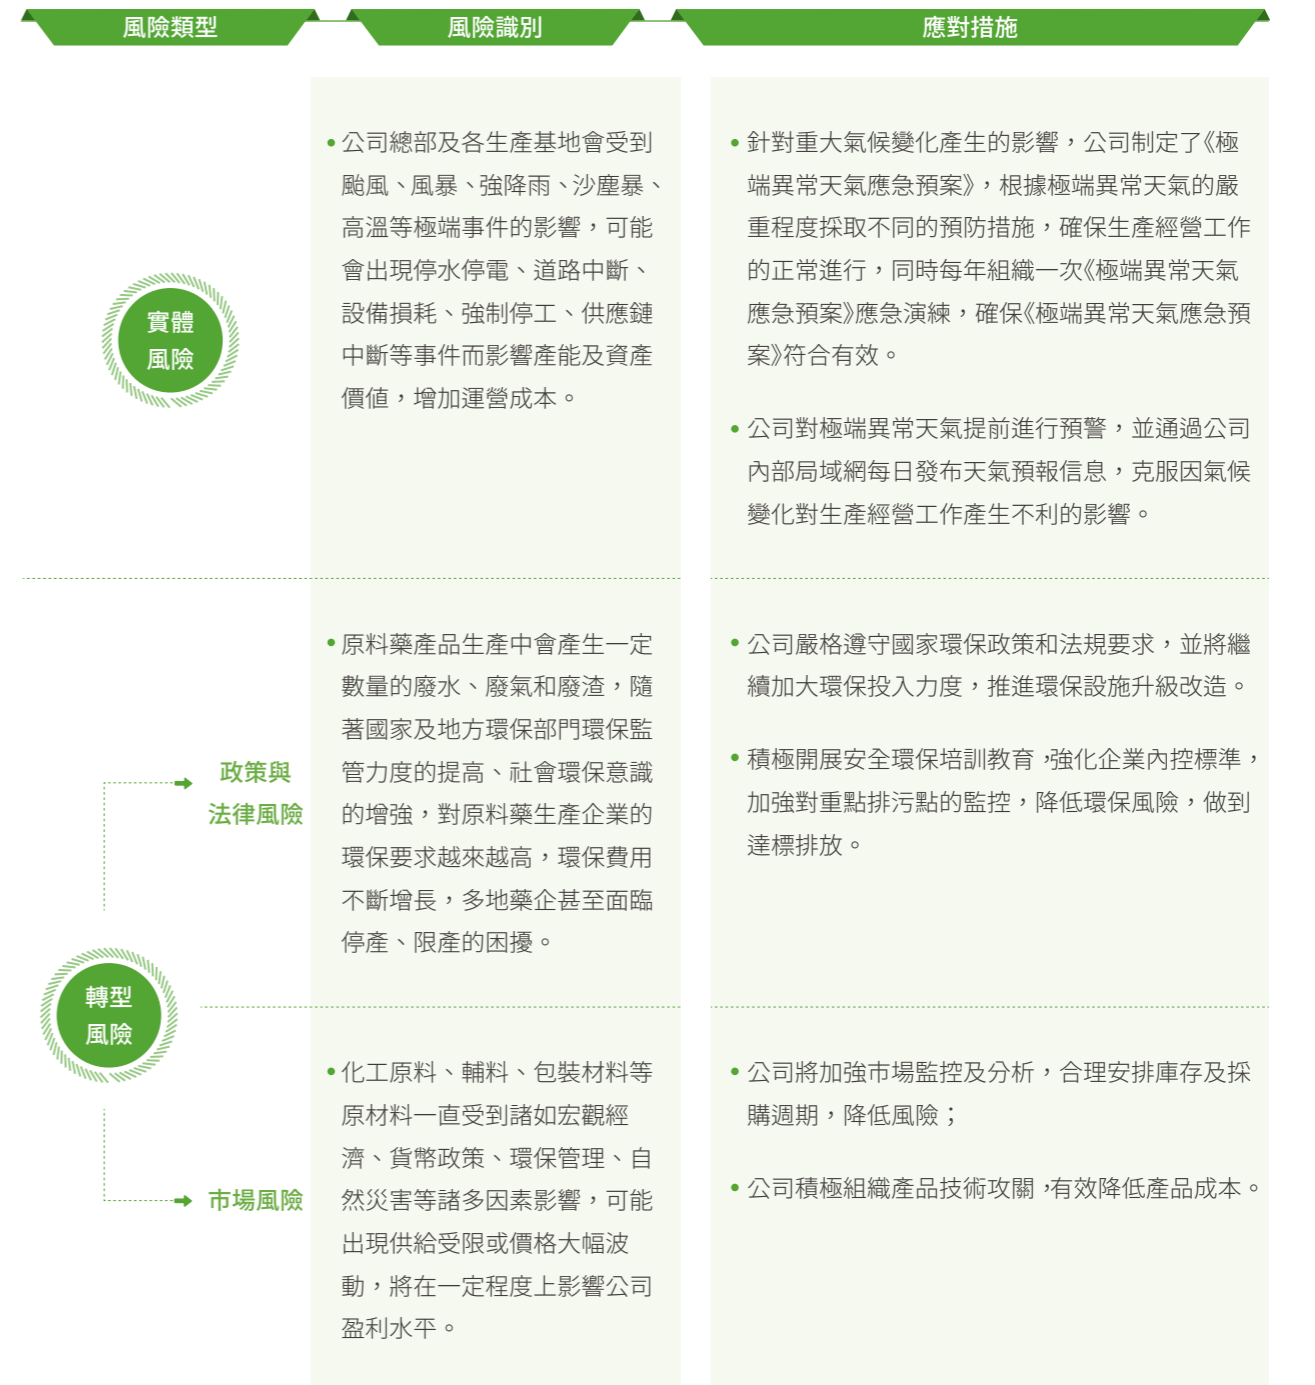 風險類型
風險識別
應對措施
實體
風險
•公司總部及各生產基地會受到
颱風、風暴、強降雨、沙塵暴、
高溫等極端事件的影響，可能
會出現停水停電、道路中斷、
設備損耗、強制停工、供應鏈
中斷等事件而影響產能及資產
價值，增加運營成本。
•針對重大氣候變化產生的影響，公司制定了《極
端異常天氣應急預案》，根據極端異常天氣的嚴
重程度採取不同的預防措施，確保生產經營工作
的正常進行，同時每年組織一次《極端異常天氣
應急預案》應急演練，確保《極端異常天氣應急預
案》符合有效。
•公司對極端異常天氣提前進行預警，並通過公司
內部局域網每日發布天氣預報信息，克服因氣候
變化對生產經營工作產生不利的影響。
轉型
風險
政策與
法律風險
•原料藥產品生產中會產生一定
數量的廢水、廢氣和廢渣，隨
著國家及地方環保部門環保監
管力度的提高、社會環保意識
的增強，對原料藥生產企業的
環保要求越來越高，環保費用
不斷增長，多地藥企甚至面臨
停產、限產的困擾。
•公司嚴格遵守國家環保政策和法規要求，並將繼
續加大環保投入力度，推進環保設施升級改造。
•積極開展安全環保培訓教育，強化企業內控標準，
加強對重點排污點的監控，降低環保風險，做到
達標排放。
市場風險
•化工原料、輔料、包裝材料等
原材料一直受到諸如宏觀經
濟、貨幣政策、環保管理、自
然災害等諸多因素影響，可能
出現供給受限或價格大幅波
動，將在一定程度上影響公司
盈利水平。
•公司將加強市場監控及分析，合理安排庫存及採
購週期，降低風險；
•公司積極組織產品技術攻關，有效降低產品成本。